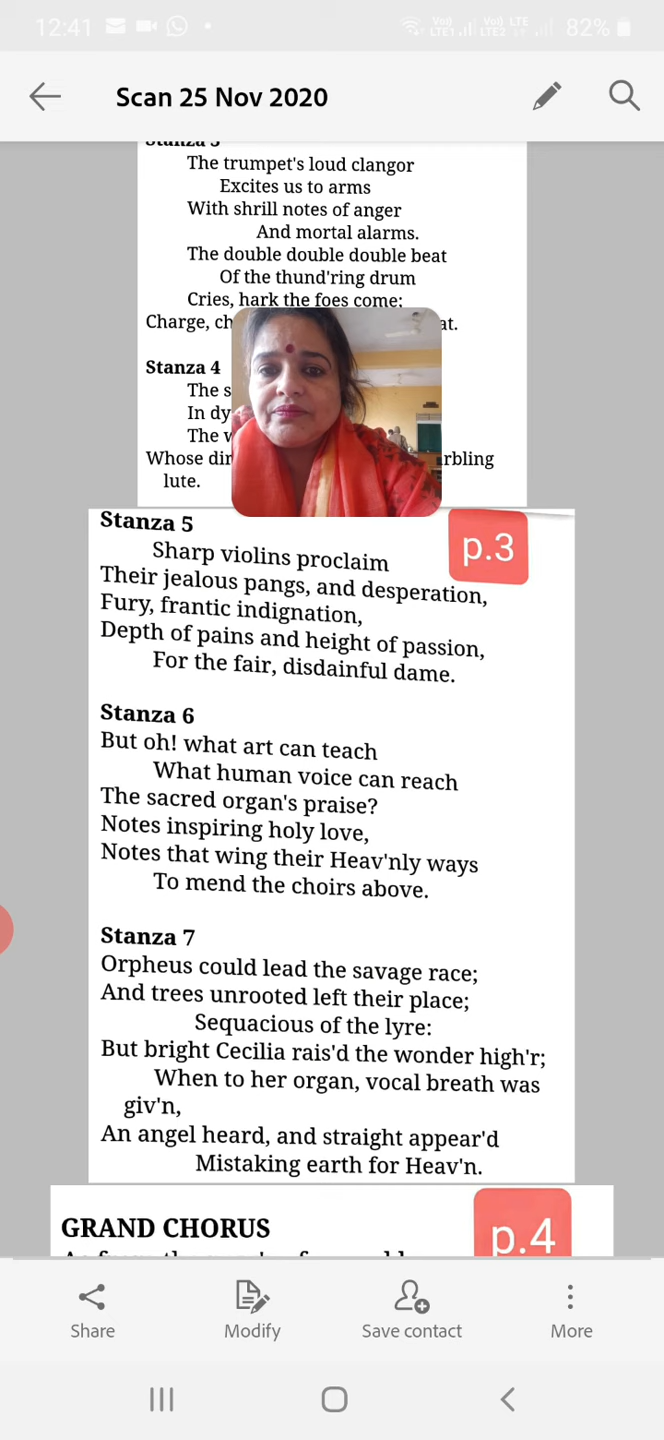 12:41
Vo) LTE1 Vo) LTE LTE2 82%
Scan 25 Nov 2020
Stanza 3
The trumpet's loud clangor
Excites us to arms
With shrill notes of anger
And mortal alarms.
The double double double beat
Of the thund'ring drum
Cries, hark the foes come;
Charge,
Stanza 4
The
In
The
Whose
lute.
Stanza 5
p.3
Sharp violins proclaim
Their jealous pangs, and desperation,
Fury, frantic indignation,
Depth of pains and height of passion,
For the fair, disdainful dame.
Stanza 6
But oh! what art can teach
What human voice can reach
The sacred organ's praise?
Notes inspiring holy love,
Notes that wing their Heav'nly ways
To mend the choirs above.
Stanza 7
Orpheus could lead the savage race;
And trees unrooted left their place;
Sequacious of the lyre:
But bright Cecilia rais'd the wonder high'r;
When to her organ, vocal breath was
giv'n,
An angel heard, and straight appear'd
Mistaking earth for Heav'n.
GRAND CHORUS
p.4
Share Modify Save contact More